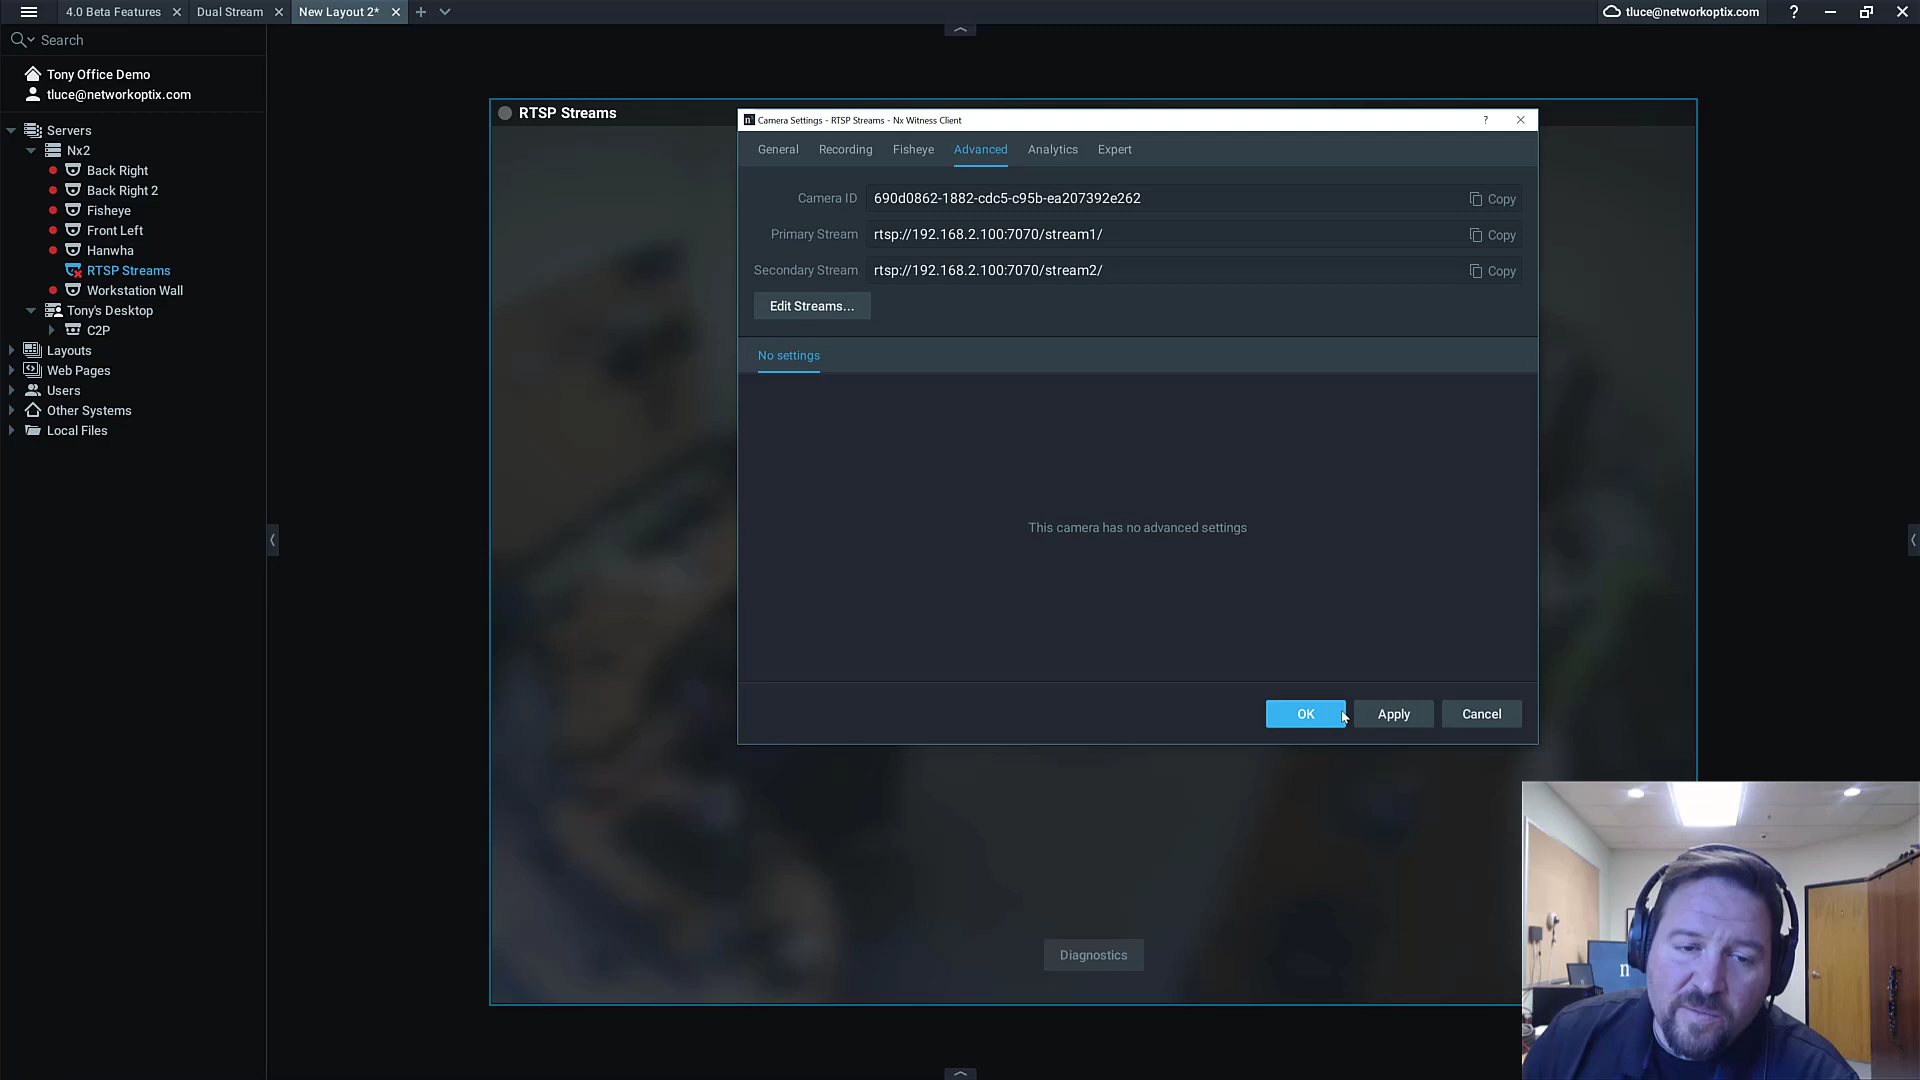 4.0 Beta Features
Dual Stream
New Layout 2*
tluce@networkoptix.com
?
Search
Tony Office Demo
tluce@networkoptix.com
Servers
Nx2
Back Right
Back Right 2
Fisheye
Front Left
Hanwha
RTSP Streams
Workstation Wall
Tony's Desktop
C2P
Layouts
Web Pages
Users
Other Systems
Local Files
RTSP Streams
Camera Settings - RTSP Streams - Nx Witness Client
?
General
Recording
Fisheye
Advanced
Analytics
Expert
Camera ID
690d0862-1882-cdc5-c95b-ea207392e262
Copy
Primary Stream
rtsp://192.168.2.100:7070/stream1/
Copy
Secondary Stream
rtsp://192.168.2.100:7070/stream2/
Copy
Edit Streams...
No settings
This camera has no advanced settings
OK
Apply
Cancel
Diagnostics
n